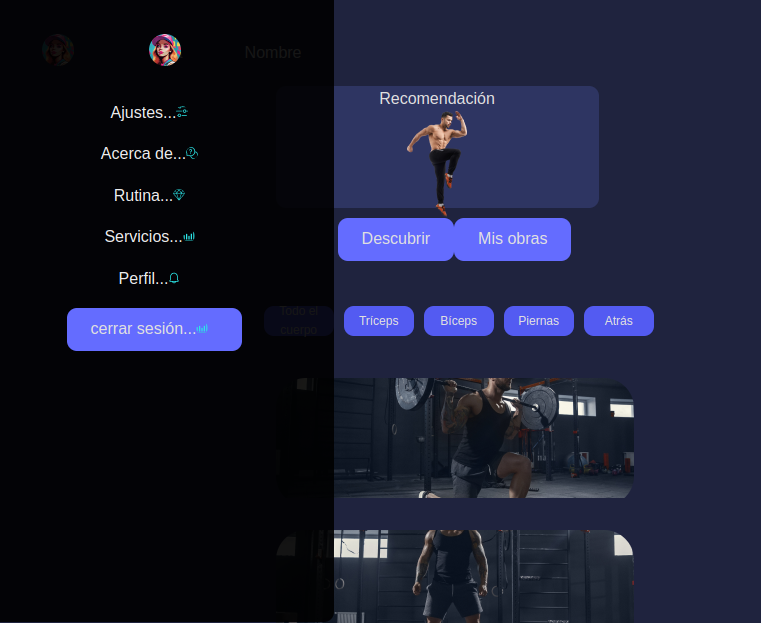 Nombre
Recomendación
Ajustes...
Acerca de...
Rutina...
Servicios...
Perfil...
cerrar sesión...
Descubrir
Mis obras
Todo el
cuerpo
Tríceps
Bíceps
Piernas
Atrás